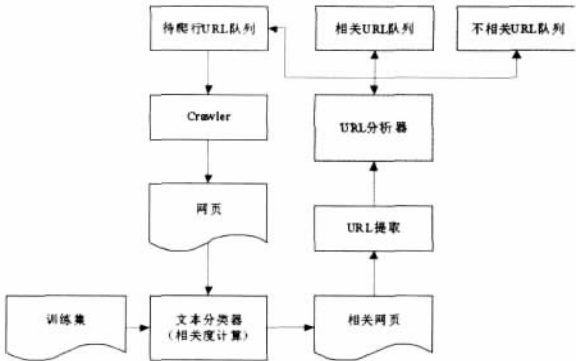 待爬行URL队列
相关URL队列
不相关URL队列
Crawler
URL分析器
网页
URL提取
训练集
文本分类器
（相关度计算）
相关网页